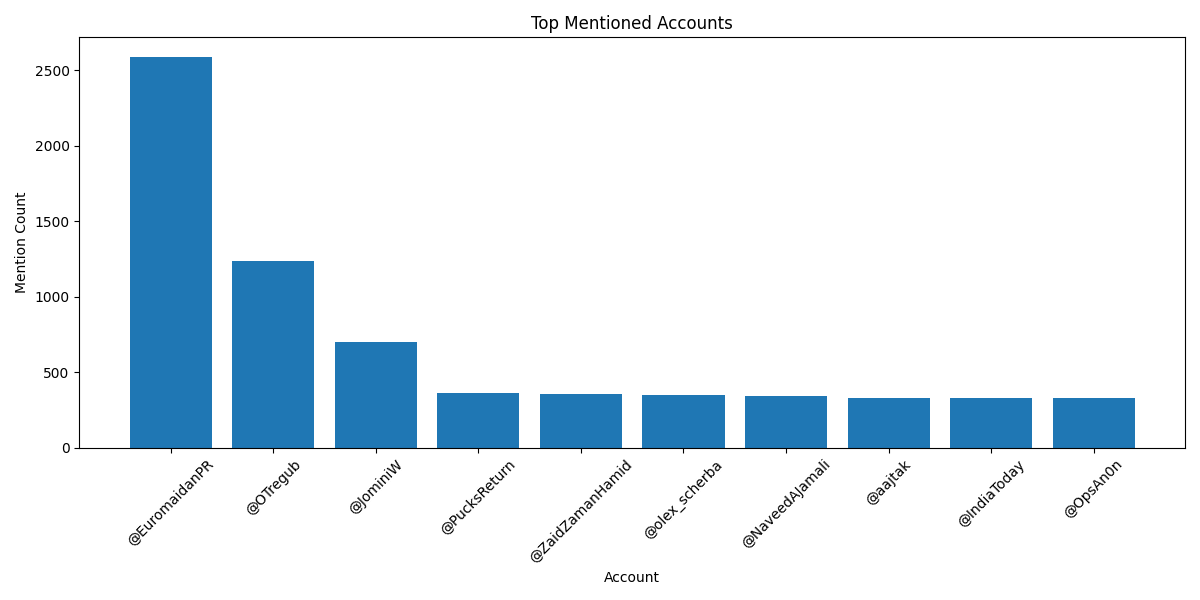 Top Mentioned Accounts
Mention Count
2500
2000
1500
1000
500
0
@EuromaidanPR
@OTregub
@JominiW
@PucksReturn
@ZaidZamanHamid
@olex_scherba
@NaveedAJamali
@aajtak
@IndiaToday
@OpsAn0n
Account